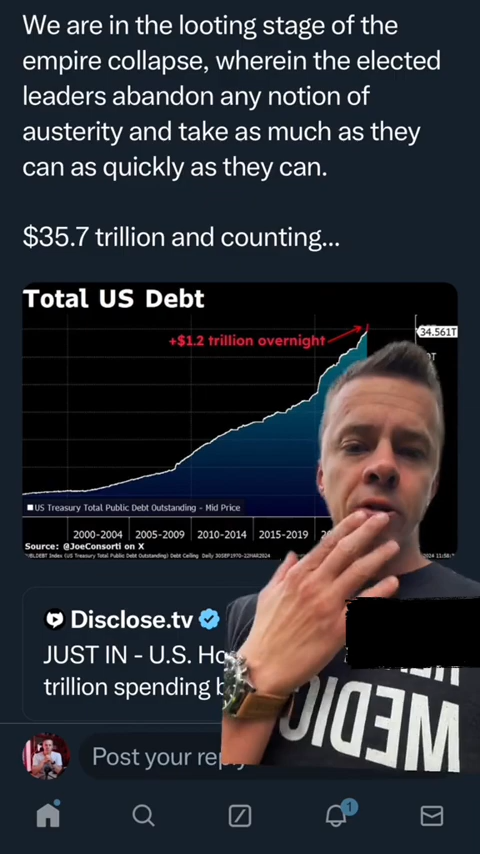 We are in the looting stage of the
empire collapse, wherein the elected
leaders abandon any notion of
austerity and take as much as they
can as quickly as they can.
$35.7 trillion and counting...
Total US Debt
+$1.2 trillion overnight
34.561T
US Treasury Total Public Debt Outstanding - Mid Price
2000-2004 2005-2009 2010-2014 2015-2019
Source: @JoeConsorti on X
Disclose.tv
JUST IN - U.S.
trillion spending
Post your
1
MEDIC